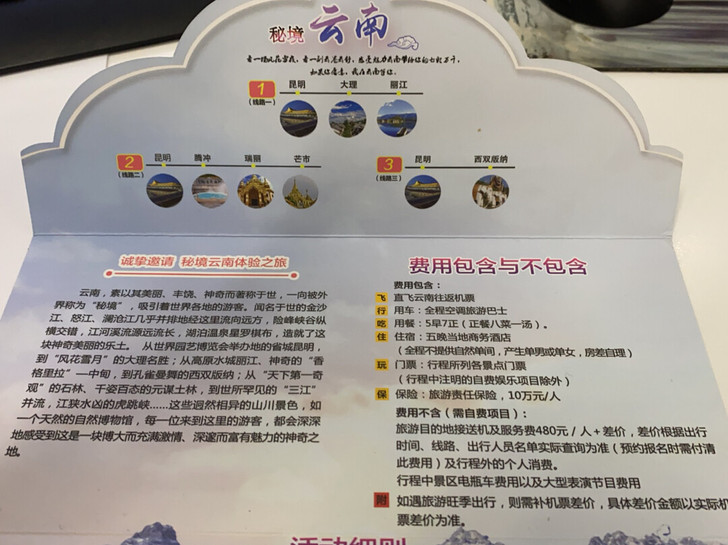 秘境 云南
1
(线路一)
昆明 大理 丽江
2
(线路二)
昆明 腾冲 瑞丽 芒市
3
(线路三)
昆明 西双版纳
诚挚邀请 秘境云南体验之旅
云南，素以其美丽、丰饶、神奇而著称于世，一向被外
界称为“秘境”，吸引着世界各地的游客。闻名于世的金沙
江、怒江、澜沧江几乎并排地经这里流向远方，险峰峡谷纵
横交错，江河溪流源远流长，湖泊温泉星罗棋布，造就了这
块神奇美丽的乐土。 从世界园艺博览会举办地的省城昆明，
到“风花雪月”的大理名胜；从高原水城丽江、神奇的“香
格里拉”一中甸，到孔雀曼舞的西双版纳；从“天下第一奇
观”的石林、千姿百态的元谋土林，到世所罕见的“三江”
并流，江狭水凶的虎跳峡......这些迥然相异的山川景色，如
一个天然的自然博物馆，每一位来到这里的游客，都会深深
地感受到这是一块博大而充满激情、深邃而富有魅力的神奇之
地。
费用包含与不包含
费用包含：
飞 直飞云南往返机票
行 用车：全程空调旅游巴士
吃 用餐：5早7正（正餐八菜一汤）。
住 住宿：五晚当地商务酒店
（全程不提供自然单间，产生单男或单女，房差自理）
玩 门票：行程所列各景点门票
（行程中注明的自费娱乐项目除外）
保 保险：旅游责任保险，10万元/人
费用不含（需自费项目）：
旅游目的地接送机及服务费480元 / 人＋差价，差价根据出行
时间、线路、出行人员名单实际查询为准（预约报名时需付清
此费用）及行程外的个人消费。
行程中景区电瓶车费用以及大型表演节目费用
附 如遇旅游旺季出行，则需补机票差价，具体差价金额以实际机
票差价为准。
活动细则